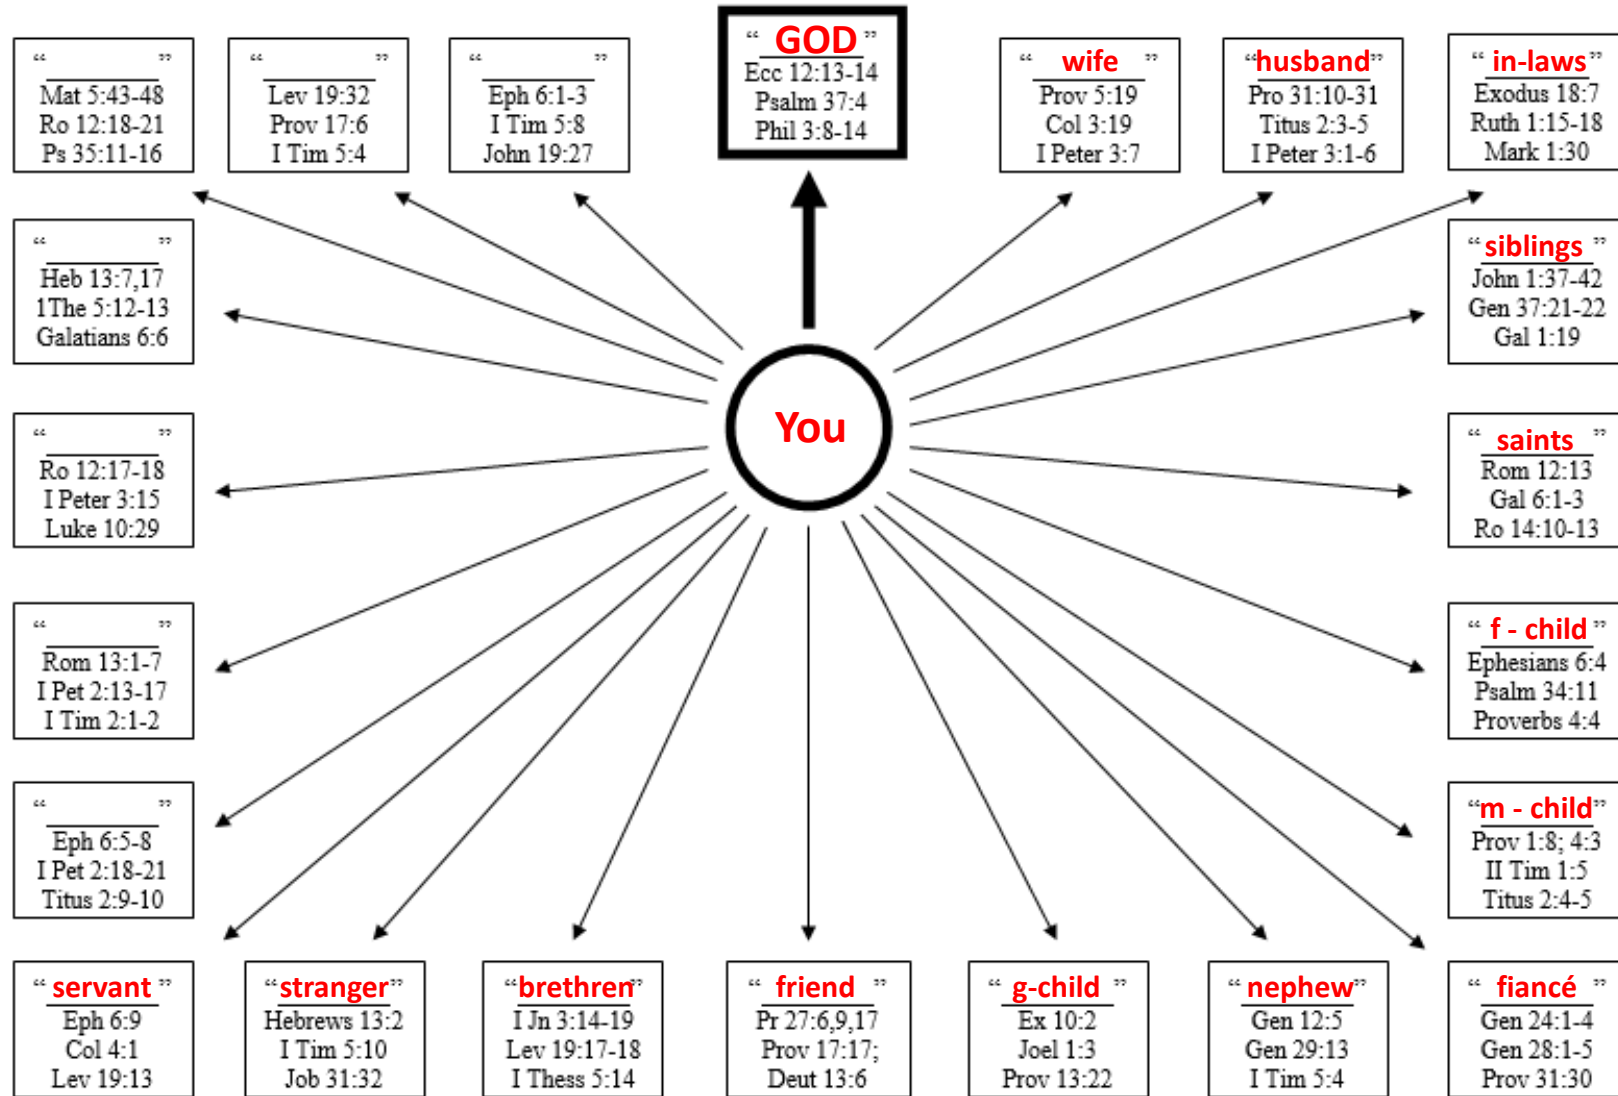 “ ”
Mat 5:43-48
Ro 12:18-21
Ps 35:11-16
“ ”
Lev 19:32
Prov 17:6
I Tim 5:4
“ ”
Eph 6:1-3
I Tim 5:8
John 19:27
“ GOD ”
Ecc 12:13-14
Psalm 37:4
Phil 3:8-14
“ wife ”
Prov 5:19
Col 3:19
I Peter 3:7
“husband”
Pro 31:10-31
Titus 2:3-5
I Peter 3:1-6
“ in-laws”
Exodus 18:7
Ruth 1:15-18
Mark 1:30
“ ”
Heb 13:7,17
1The 5:12-13
Galatians 6:6
“siblings”
John 1:37-42
Gen 37:21-22
Gal 1:19
You
“ ”
Ro 12:17-18
I Peter 3:15
Luke 10:29
“ saints ”
Rom 12:13
Gal 6:1-3
Ro 14:10-13
“ ”
Rom 13:1-7
I Pet 2:13-17
I Tim 2:1-2
“ f - child ”
Ephesians 6:4
Psalm 34:11
Proverbs 4:4
“ ”
Eph 6:5-8
I Pet 2:18-21
Titus 2:9-10
“m - child”
Prov 1:8; 4:3
II Tim 1:5
Titus 2:4-5
“ servant ”
Eph 6:9
Col 4:1
Lev 19:13
“stranger”
Hebrews 13:2
I Tim 5:10
Job 31:32
“brethren”
I Jn 3:14-19
Lev 19:17-18
I Thess 5:14
“ friend ”
Pr 27:6,9,17
Prov 17:17;
Deut 13:6
“ g-child ”
Ex 10:2
Joel 1:3
Prov 13:22
“ nephew”
Gen 12:5
Gen 29:13
I Tim 5:4
“ fiancé ”
Gen 24:1-4
Gen 28:1-5
Prov 31:30